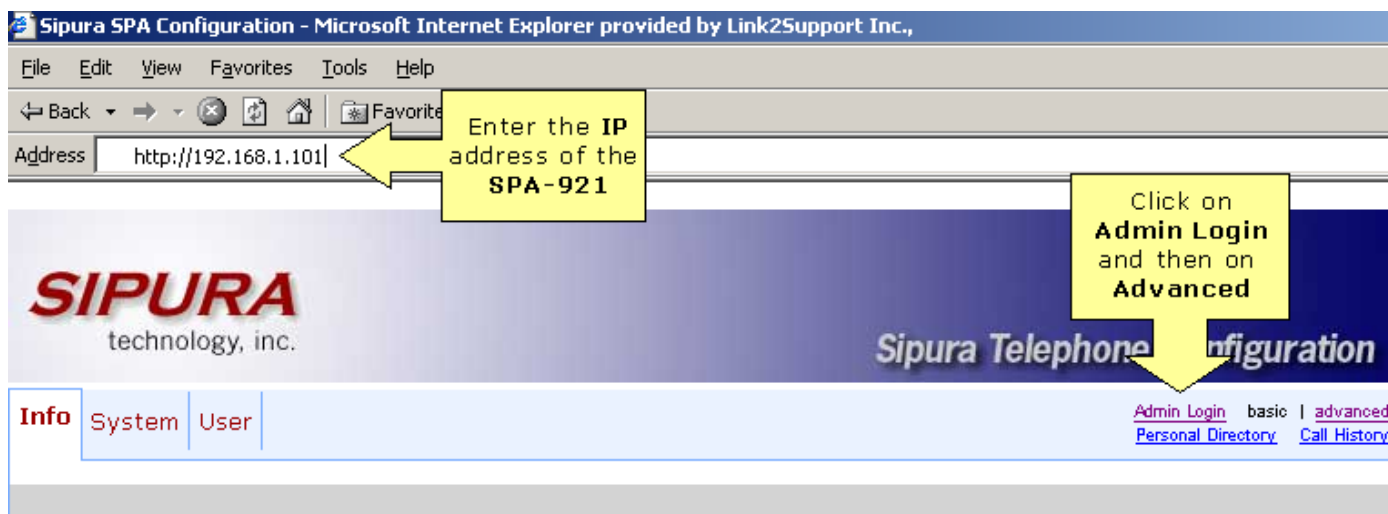 Sipura SPA Configuration - Microsoft Internet Explorer provided by Link2Support Inc.,
File Edit View Favorites Tools Help
Back Favorite
Address http://192.168.1.101
Enter the IP
address of the
SPA-921
Click on
Admin Login
and then on
Advanced
SIPURA
technology, inc.
Sipura Telephone nfiguration
Info System User
Admin Login basic | advanced
Personal Directory Call History